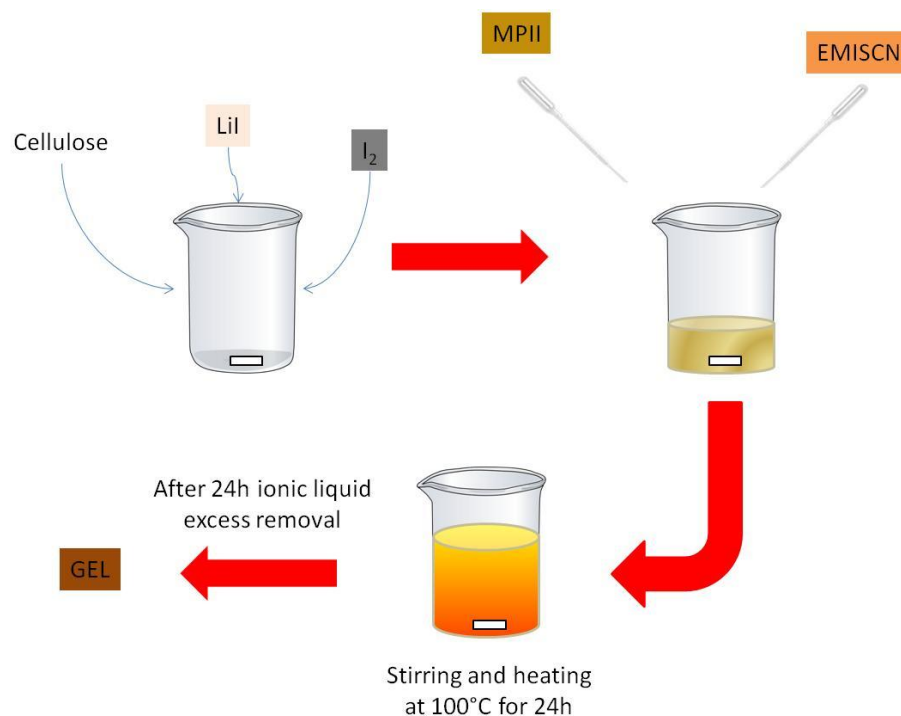 MPII
EMISCN
LiI
Cellulose
I₂
After 24h ionic liquid
excess removal
GEL
Stirring and heating
at 100°C for 24h